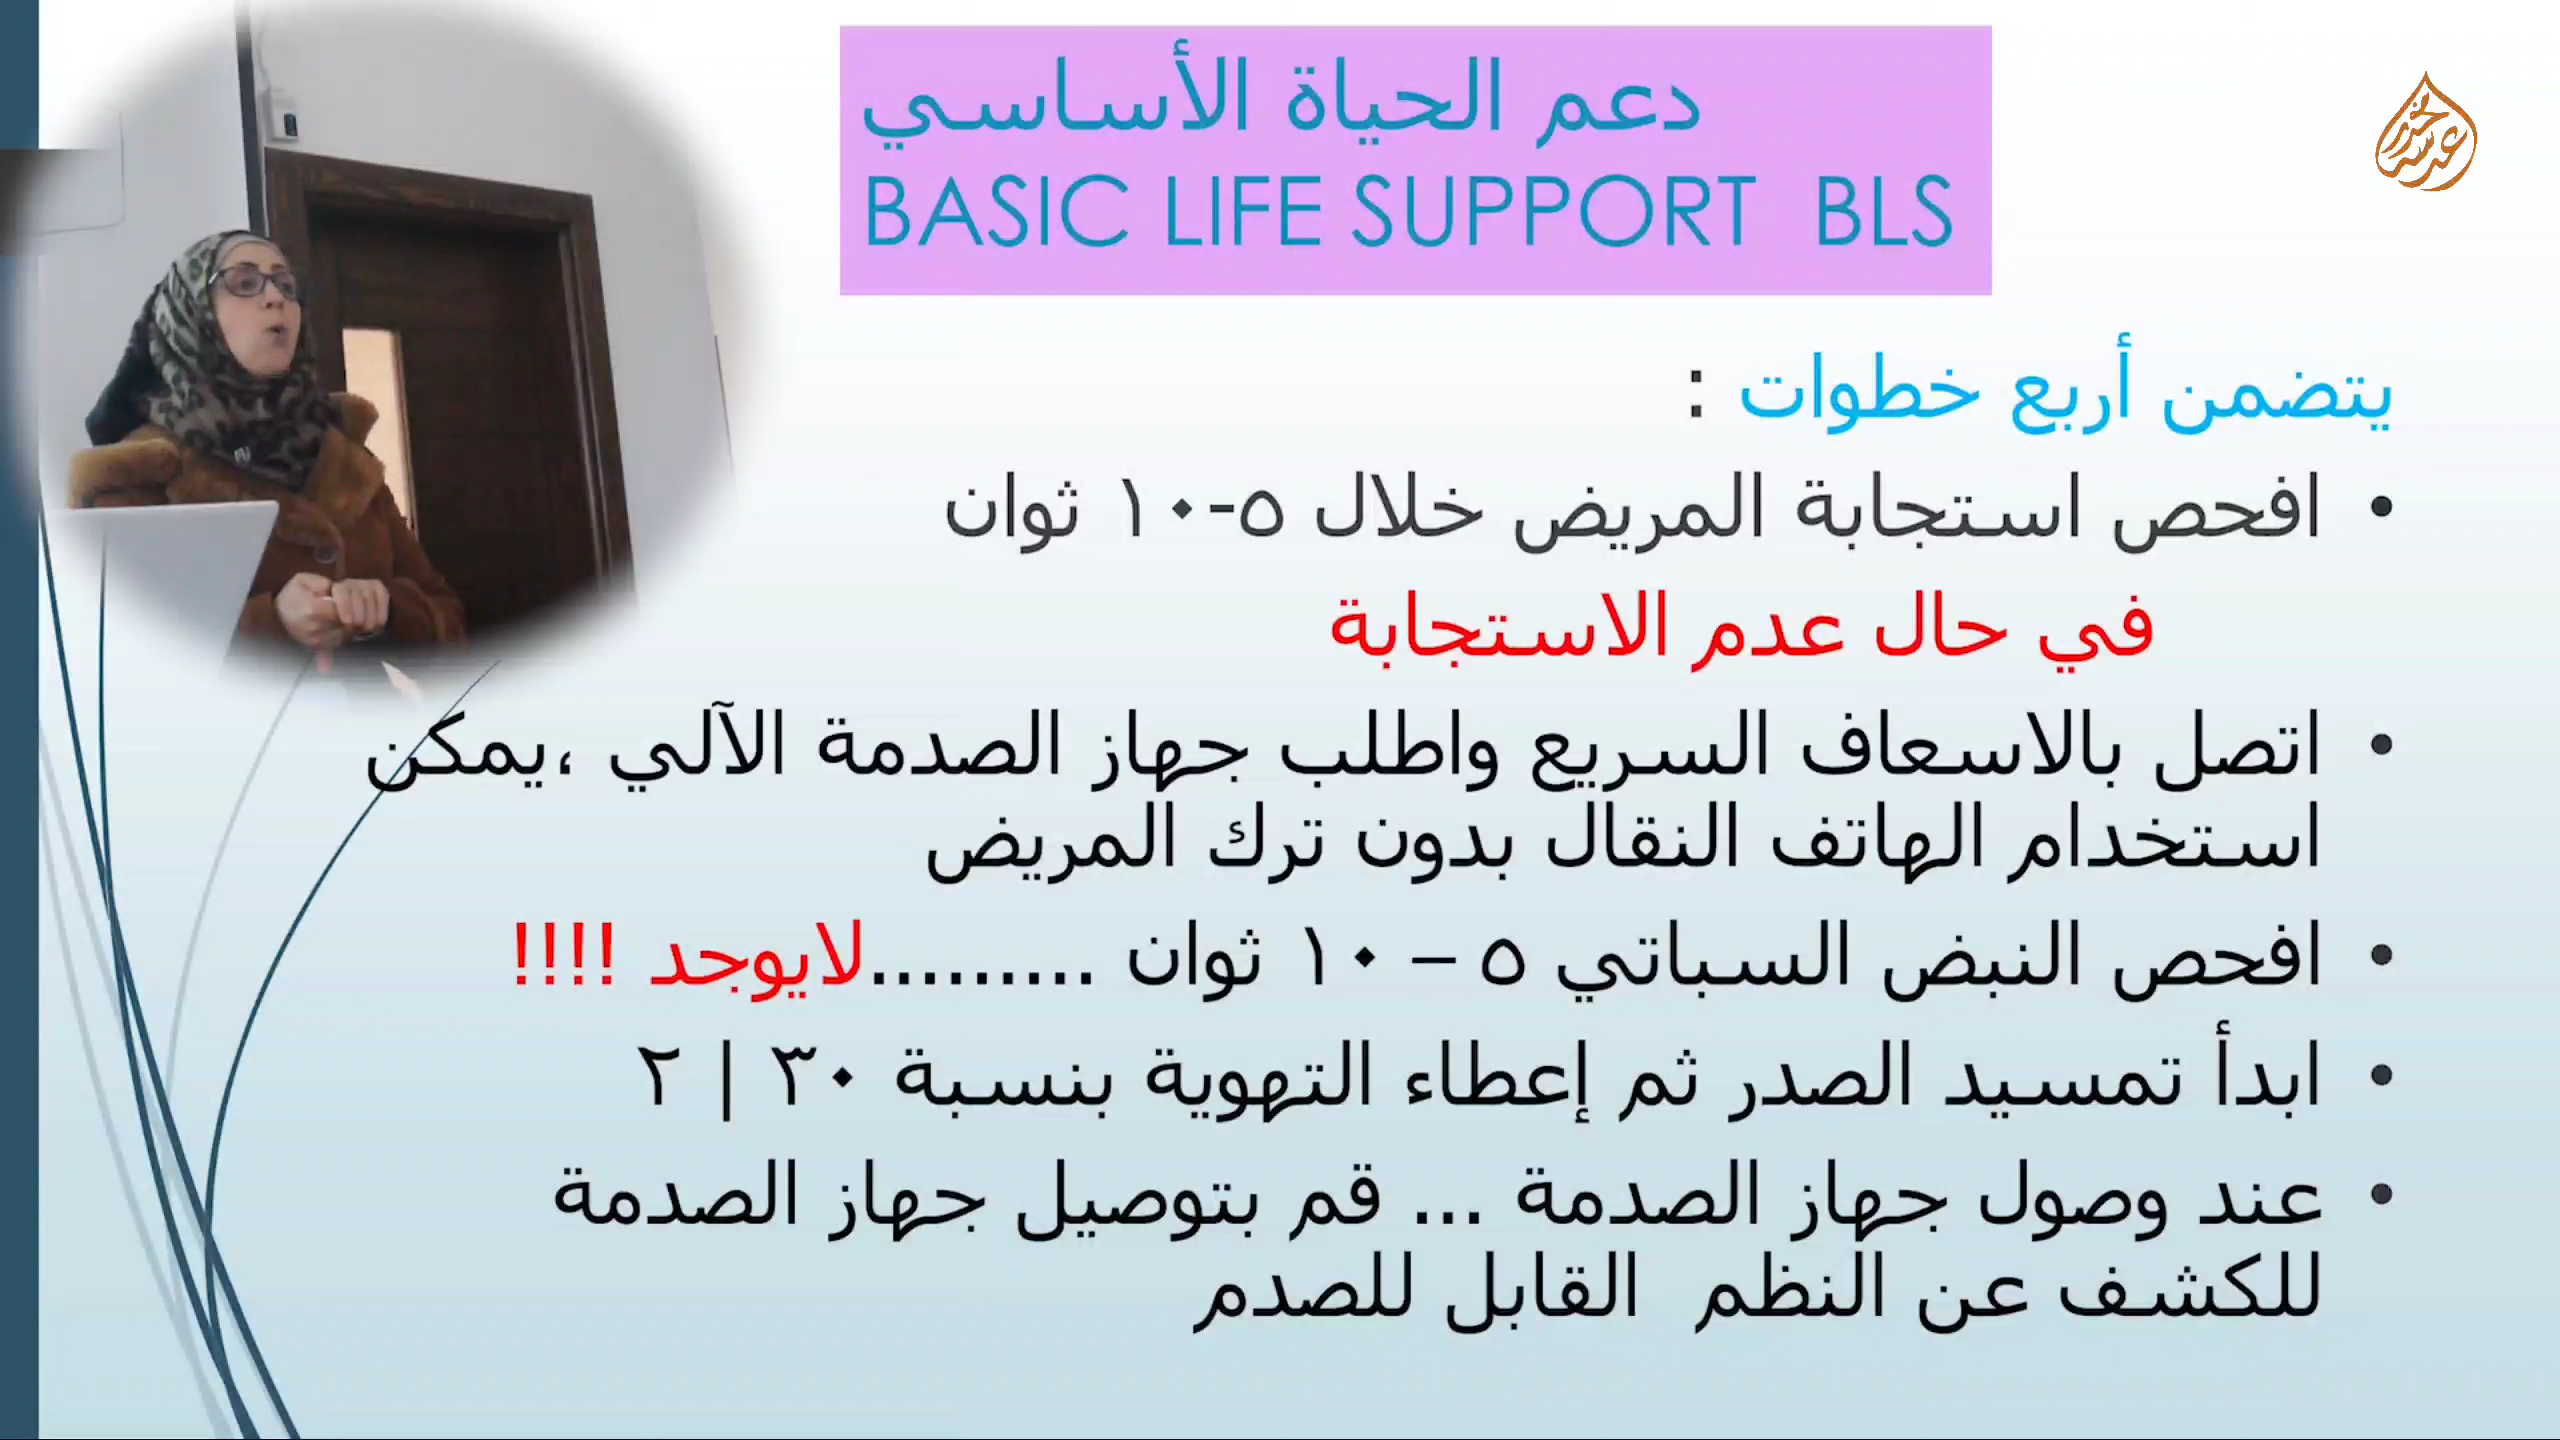 دعم الحياة الأساسي
BASIC LIFE SUPPORT BLS
يتضمن أربع خطوات :
• افحص استجابة المريض خلال ٥-١٠ ثوان
في حال عدم الاستجابة
• اتصل بالاسعاف السريع واطلب جهاز الصدمة الآلي ،يمكن
استخدام الهاتف النقال بدون ترك المريض
• افحص النبض السباتي ٥ – ١٠ ثوان .........لايوجد !!!!
• ابدأ تمسيد الصدر ثم إعطاء التهوية بنسبة ٣٠ | ٢
• عند وصول جهاز الصدمة ... قم بتوصيل جهاز الصدمة
للكشف عن النظم القابل للصدم